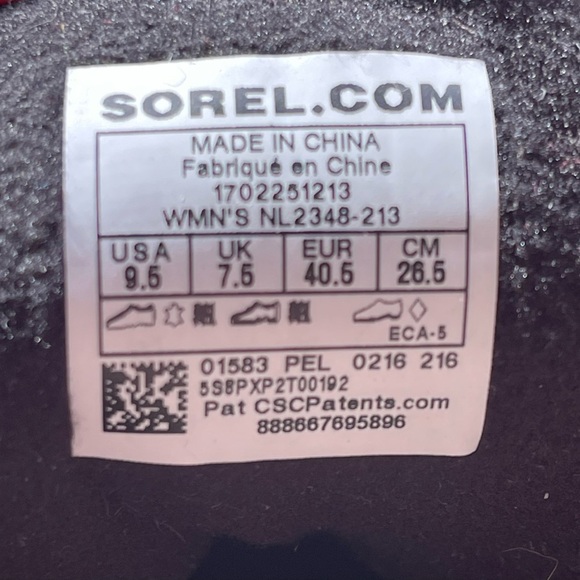 SOREL.COM
MADE IN CHINA
Fabriqué en Chine
1702251213
WMN'S NL2348-213
USA UK EUR CM
9.5 7.5 40.5 26.5
ECA-5
01583 PEL 0216 216
5S8PXP2T00192
Pat CSCPatents.com
888667695896